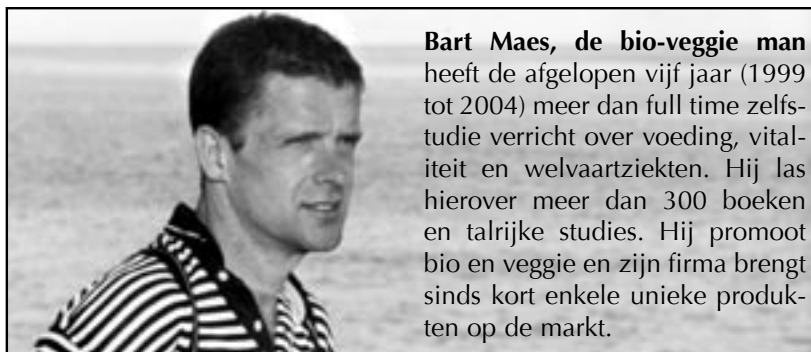 Bart Maes, de bio-veggie man
heeft de afgelopen vijf jaar (1999
tot 2004) meer dan full time zelfs-
tudie verricht over voeding, vital-
iteit en welvaartziekten. Hij las
hierover meer dan 300 boeken
en talrijke studies. Hij promoot
bio en veggie en zijn firma brengt
sinds kort enkele unieke produk-
ten op de markt.